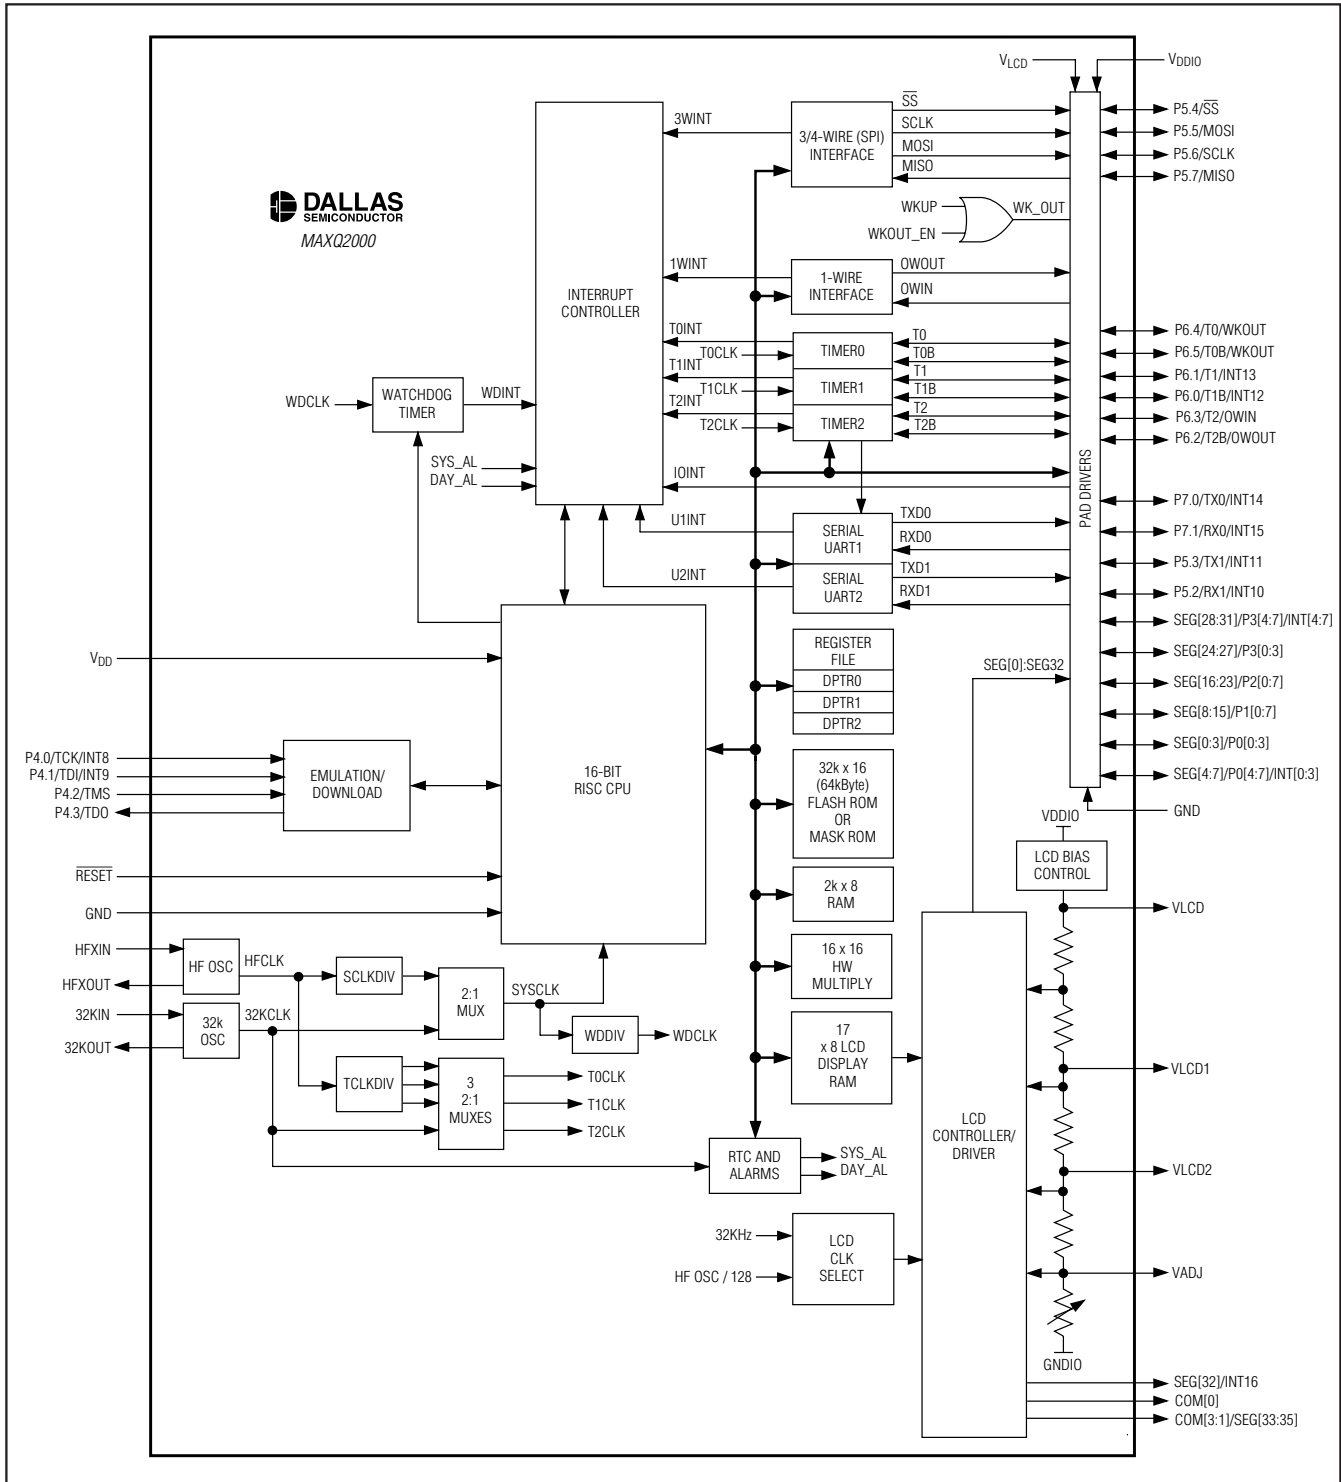 VLCD
VDDIO
SS
3WINT
3/4-WIRE (SPI)
INTERFACE
SCLK
MOSI
MISO
P5.4/SS
P5.5/MOSI
P5.6/SCLK
P5.7/MISO
DALLAS
SEMICONDUCTOR
MAXQ2000
WKUP
WKOUT_EN
WK_OUT
INTERRUPT
CONTROLLER
1WINT
1-WIRE
INTERFACE
OWOUT
OWIN
T0INT
T0CLK
T1INT
T1CLK
T2INT
T2CLK
TIMER0
TIMER1
TIMER2
T0
T0B
T1
T1B
T2
T2B
PAD DRIVERS
P6.4/T0/WKOUT
P6.5/T0B/WKOUT
P6.1/T1/INT13
P6.0/T1B/INT12
P6.3/T2/OWIN
P6.2/T2B/OWOUT
WDCLK
WATCHDOG
TIMER
WDINT
SYS_AL
DAY_AL
IOINT
U1INT
U2INT
SERIAL
UART1
SERIAL
UART2
TXD0
RXD0
TXD1
RXD1
P7.0/TX0/INT14
P7.1/RX0/INT15
P5.3/TX1/INT11
P5.2/RX1/INT10
SEG[28:31]/P3[4:7]/INT[4:7]
SEG[24:27]/P3[0:3]
SEG[16:23]/P2[0:7]
SEG[8:15]/P1[0:7]
SEG[0:3]/P0[0:3]
SEG[4:7]/P0[4:7]/INT[0:3]
GND
VDD
16-BIT
RISC CPU
REGISTER
FILE
DPTR0
DPTR1
DPTR2
SEG[0]:SEG32
P4.0/TCK/INT8
P4.1/TDI/INT9
P4.2/TMS
P4.3/TDO
EMULATION/
DOWNLOAD
32k x 16
(64kByte)
FLASH ROM
OR
MASK ROM
VDDIO
LCD BIAS
CONTROL
RESET
GND
2k x 8
RAM
VLCD
HFXIN
HFXOUT
32KIN
32KOUT
HF OSC
32k
OSC
HFCLK
32KCLK
SCLKDIV
2:1
MUX
SYSCLK
WDDIV
WDCLK
16 x 16
HW
MULTIPLY
17
x 8 LCD
DISPLAY
RAM
TCLKDIV
3
2:1
MUXES
T0CLK
T1CLK
T2CLK
VLCD1
LCD
CONTROLLER/
DRIVER
RTC AND
ALARMS
SYS_AL
DAY_AL
VLCD2
32KHz
HF OSC / 128
LCD
CLK
SELECT
VADJ
GNDIO
SEG[32]/INT16
COM[0]
COM[3:1]/SEG[33:35]